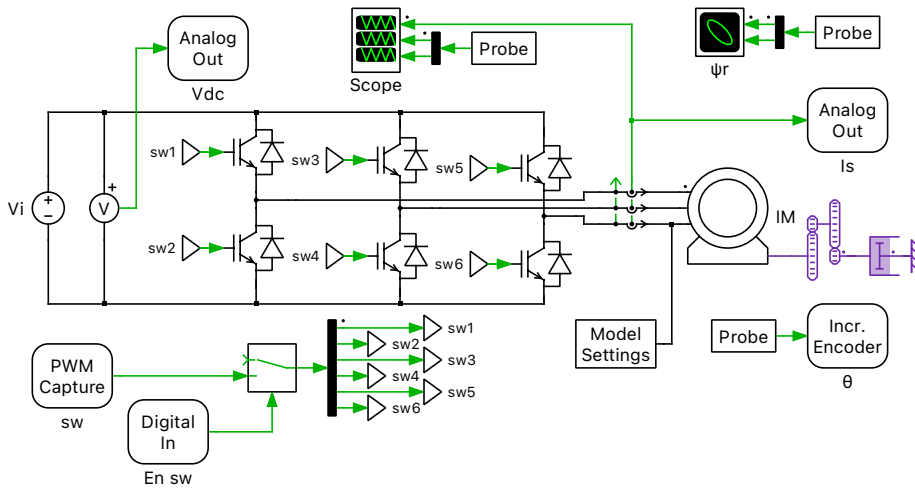 Analog
Out
Vdc
Scope
Probe
ψr
Probe
Analog
Out
Is
sw1
sw3
sw5
Vi
+
−
+
V
sw2
sw4
sw6
IM
PWM
Capture
sw
Digital
In
En sw
sw1
sw2
sw3
sw4
sw5
sw6
Model
Settings
Probe
Incr.
Encoder
θ